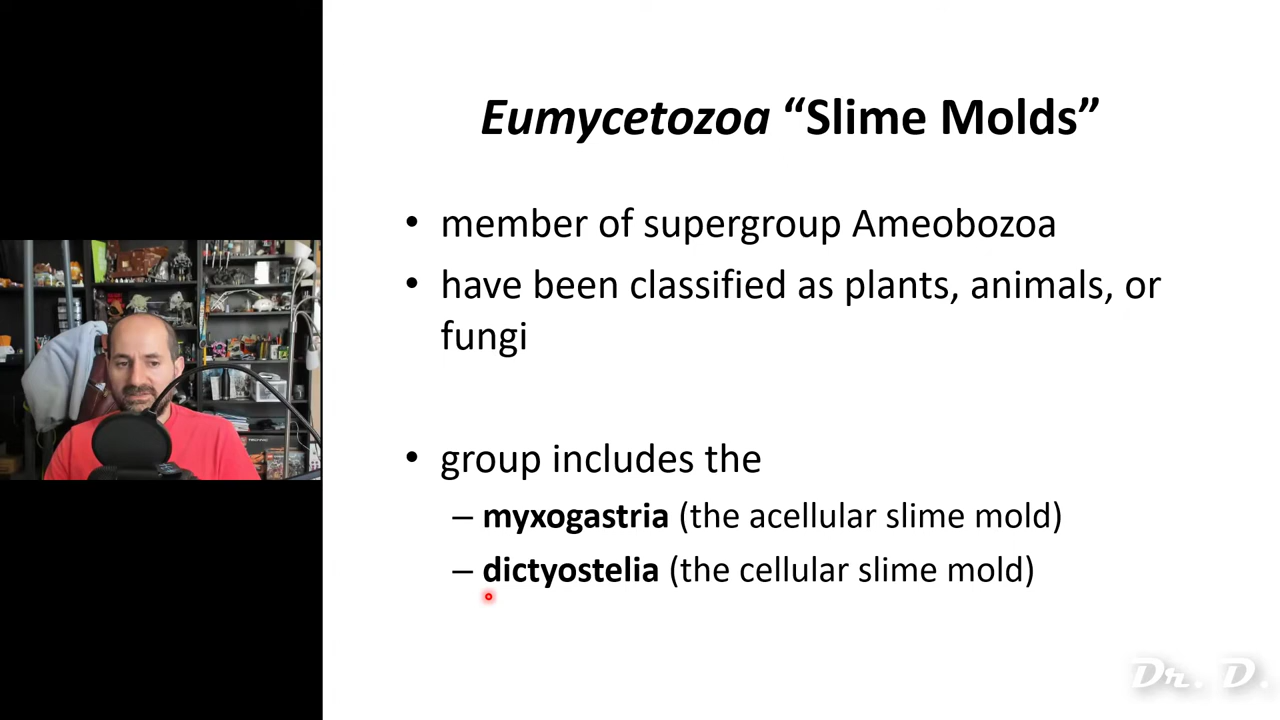 Eumycetozoa “Slime Molds”
• member of supergroup Ameobozoa
• have been classified as plants, animals, or
fungi
• group includes the
– myxogastria (the acellular slime mold)
– dictyostelia (the cellular slime mold)
Dr. D.